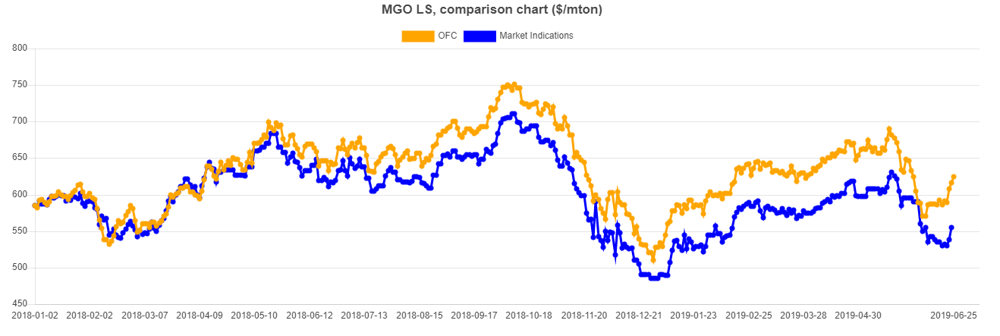 MGO LS, comparison chart ($/mton)
OFC Market Indications
800
750
700
650
600
550
500
450
2018-01-02 2018-02-02 2018-03-07 2018-04-09 2018-05-10 2018-06-12 2018-07-13 2018-08-15 2018-09-17 2018-10-18 2018-11-20 2018-12-21 2019-01-23 2019-02-25 2019-03-28 2019-04-30 2019-06-25